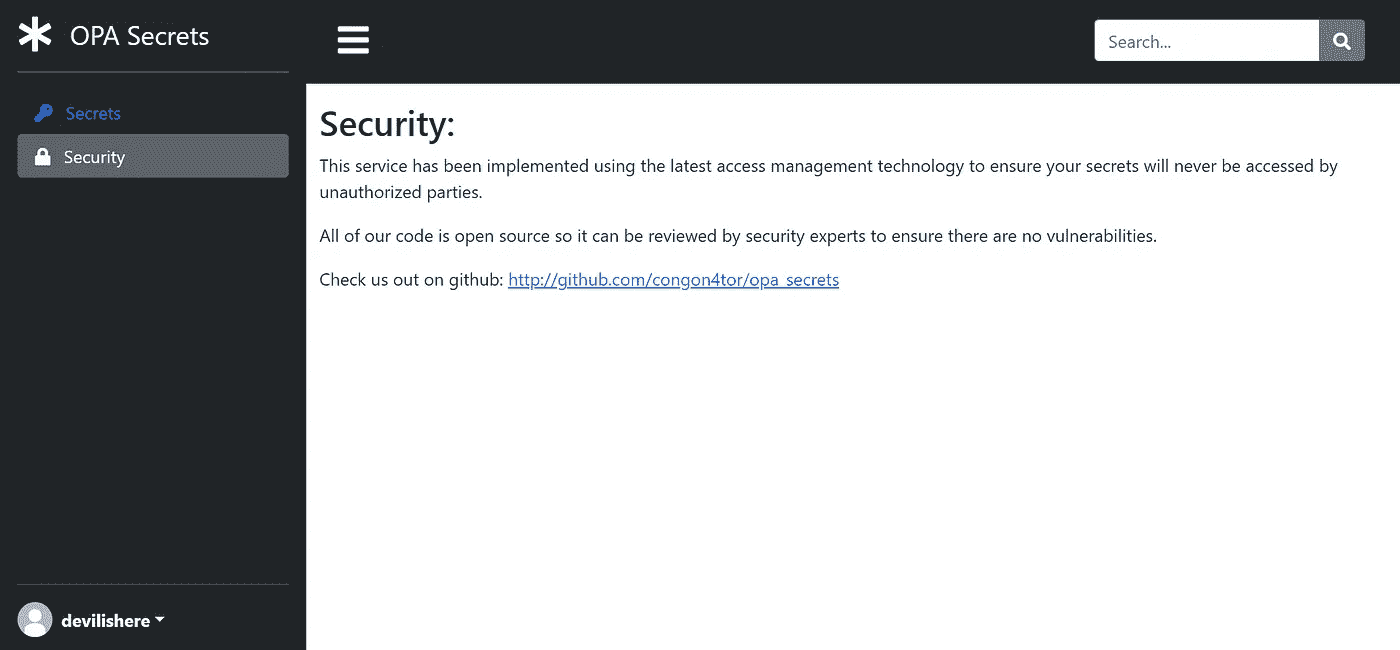 OPA Secrets
Search...
Secrets
Security
Security:
This service has been implemented using the latest access management technology to ensure your secrets will never be accessed by
unauthorized parties.
All of our code is open source so it can be reviewed by security experts to ensure there are no vulnerabilities.
Check us out on github: http://github.com/congon4tor/opa_secrets
devilishere